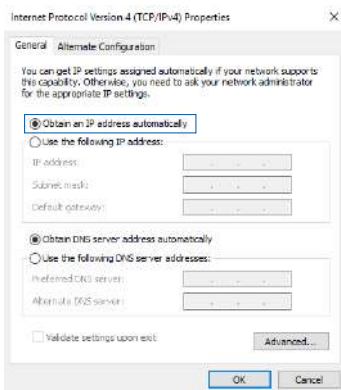 Internet Protocol Version 4 (TCP/IPv4) Properties
General
Alternate Configuration
You can get IP settings assigned automatically if your network supports
this capability. Otherwise, you need to ask your network administrator
for the appropriate IP settings.
Obtain an IP address automatically
Use the following IP address:
IP address:
Subnet mask:
Default gateway:
Obtain DNS server address automatically
Use the following DNS server addresses:
Preferred DNS server:
Alternate DNS server:
Validate settings upon exit
Advanced...
OK
Cancel